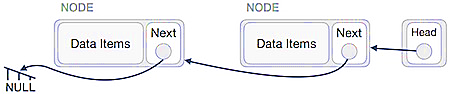 NODE
NODE
Data Items
Next
Data Items
Next
Head
NULL